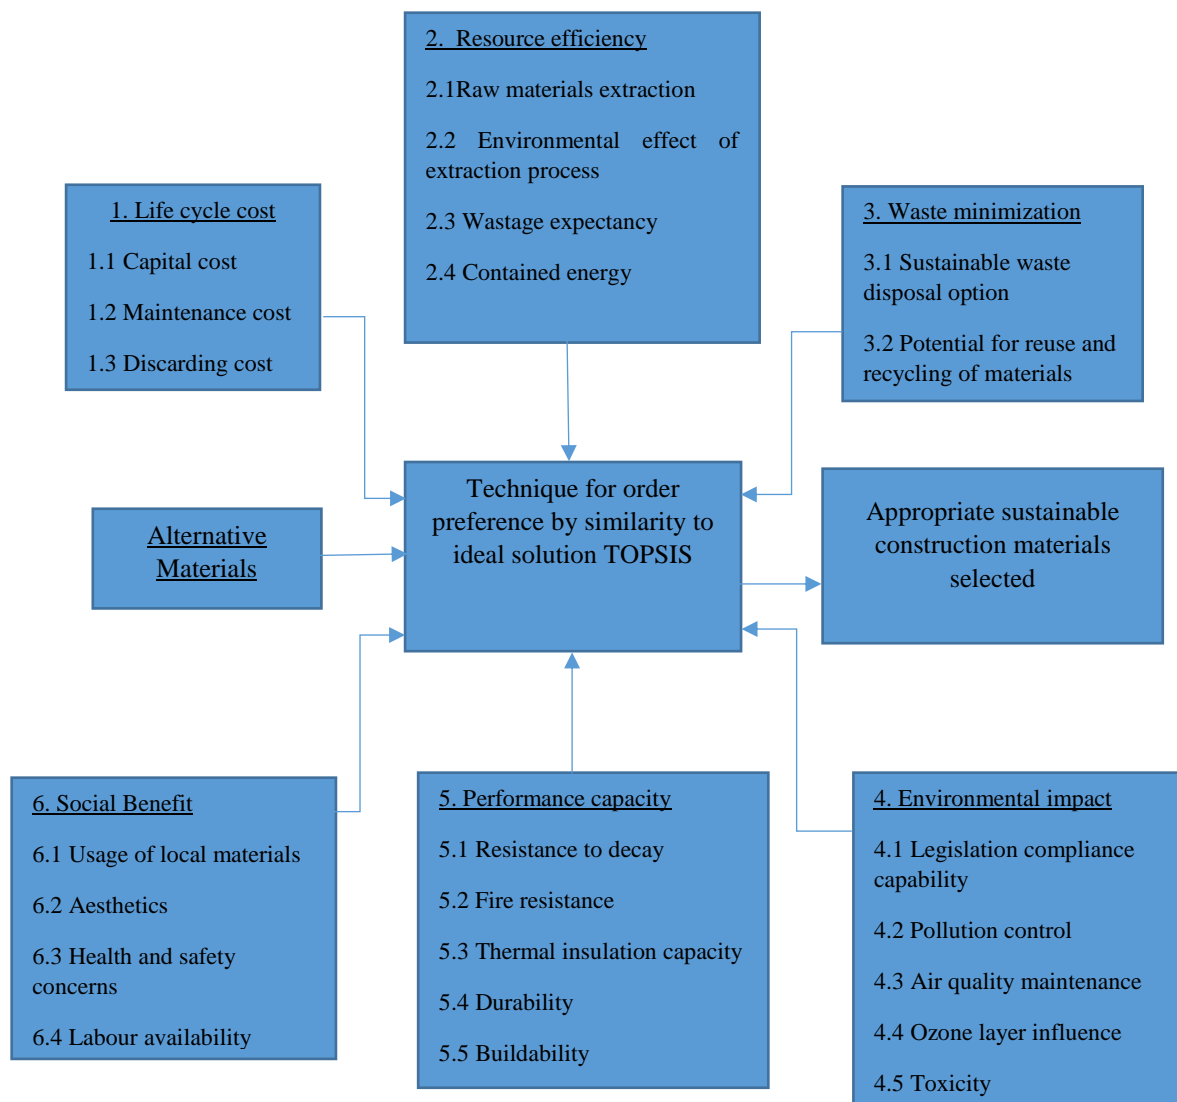 2. Resource efficiency
2.1Raw materials extraction
2.2 Environmental effect of
extraction process
2.3 Wastage expectancy
2.4 Contained energy
1. Life cycle cost
1.1 Capital cost
1.2 Maintenance cost
1.3 Discarding cost
3. Waste minimization
3.1 Sustainable waste
disposal option
3.2 Potential for reuse and
recycling of materials
Alternative
Materials
Technique for order
preference by similarity to
ideal solution TOPSIS
Appropriate sustainable
construction materials
selected
6. Social Benefit
6.1 Usage of local materials
6.2 Aesthetics
6.3 Health and safety
concerns
6.4 Labour availability
5. Performance capacity
5.1 Resistance to decay
5.2 Fire resistance
5.3 Thermal insulation capacity
5.4 Durability
5.5 Buildability
4. Environmental impact
4.1 Legislation compliance
capability
4.2 Pollution control
4.3 Air quality maintenance
4.4 Ozone layer influence
4.5 Toxicity